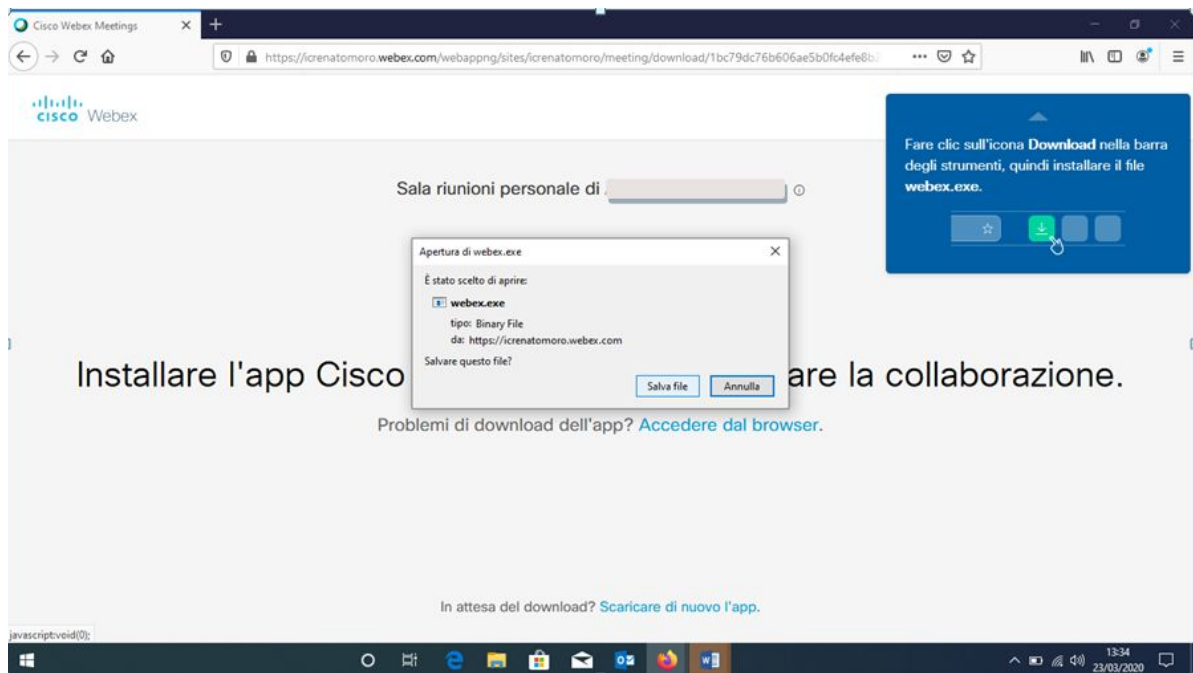 Cisco Webex Meetings
https://icrenatomoro.webex.com/webappng/sites/icrenatomoro/meeting/download/1bc79dc76b606ae5b0fc4efe8b
CISCO Webex
Fare clic sull'icona Download nella barra
degli strumenti, quindi installare il file
webex.exe.
Sala riunioni personale di
Apertura di webex.exe
È stato scelto di aprire:
webex.exe
tipo: Binary File
da: https://icrenatomoro.webex.com
Salvare questo file?
Salva file Annulla
Installare l'app Cisco are la collaborazione.
Problemi di download dell'app? Accedere dal browser.
In attesa del download? Scaricare di nuovo l'app.
javascript:void(0);
13:34
23/03/2020